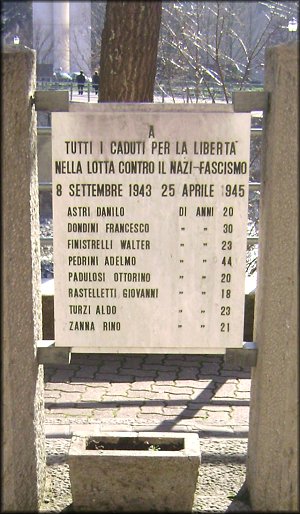 A
TUTTI I CADUTI PER LA LIBERTA'
NELLA LOTTA CONTRO IL NAZI-FASCISMO
8 SETTEMBRE 1943 25 APRILE 1945
ASTRI DANILO DI ANNI 20
DONDINI FRANCESCO " " 30
FINISTRELLI WALTER " " 23
PEDRINI ADELMO " " 44
PADULOSI OTTORINO " " 20
RASTELLETTI GIOVANNI " " 18
TURZI ALDO " " 23
ZANNA RINO " " 21